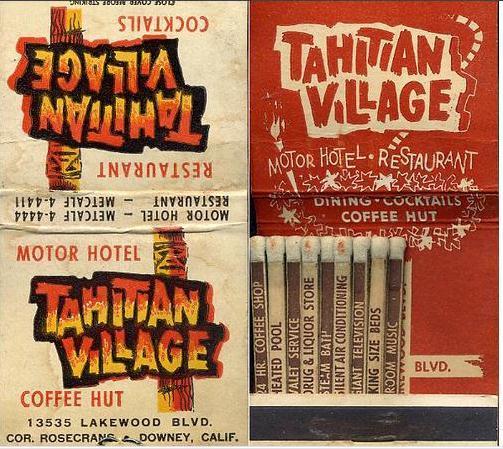 CLOSE COVER BEFORE STRIKING
COCKTAILS
TAHITIAN
VILLAGE
RESTAURANT
MOTOR HOTEL — METCALF 4-4444
RESTAURANT — METCALF 4-4411
MOTOR HOTEL
TAHITIAN
VILLAGE
COFFEE HUT
13535 LAKEWOOD BLVD.
COR. ROSECRANS DOWNEY, CALIF.
TAHITIAN
VILLAGE
MOTOR HOTEL • RESTAURANT
DINING • COCKTAILS
COFFEE HUT
24 HR. COFFEE SHOP
HEATED POOL
VALET SERVICE
DRUG & LIQUOR STORE
STEAM BATH
SILENT AIR CONDITIONING
GIANT TELEVISION
KING SIZE BEDS
ROOM MUSIC
EWOOD BLVD.